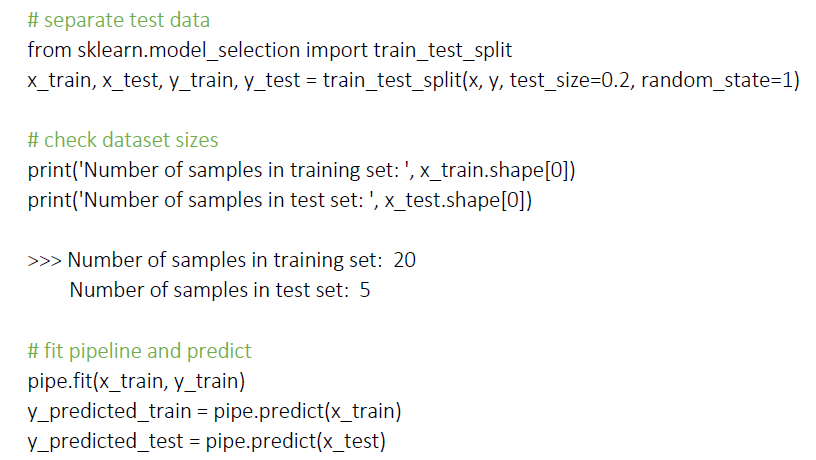 # separate test data
from sklearn.model_selection import train_test_split
x_train, x_test, y_train, y_test = train_test_split(x, y, test_size=0.2, random_state=1)
# check dataset sizes
print('Number of samples in training set: ', x_train.shape[0])
print('Number of samples in test set: ', x_test.shape[0])
>>> Number of samples in training set:  20
Number of samples in test set:  5
# fit pipeline and predict
pipe.fit(x_train, y_train)
y_predicted_train = pipe.predict(x_train)
y_predicted_test = pipe.predict(x_test)